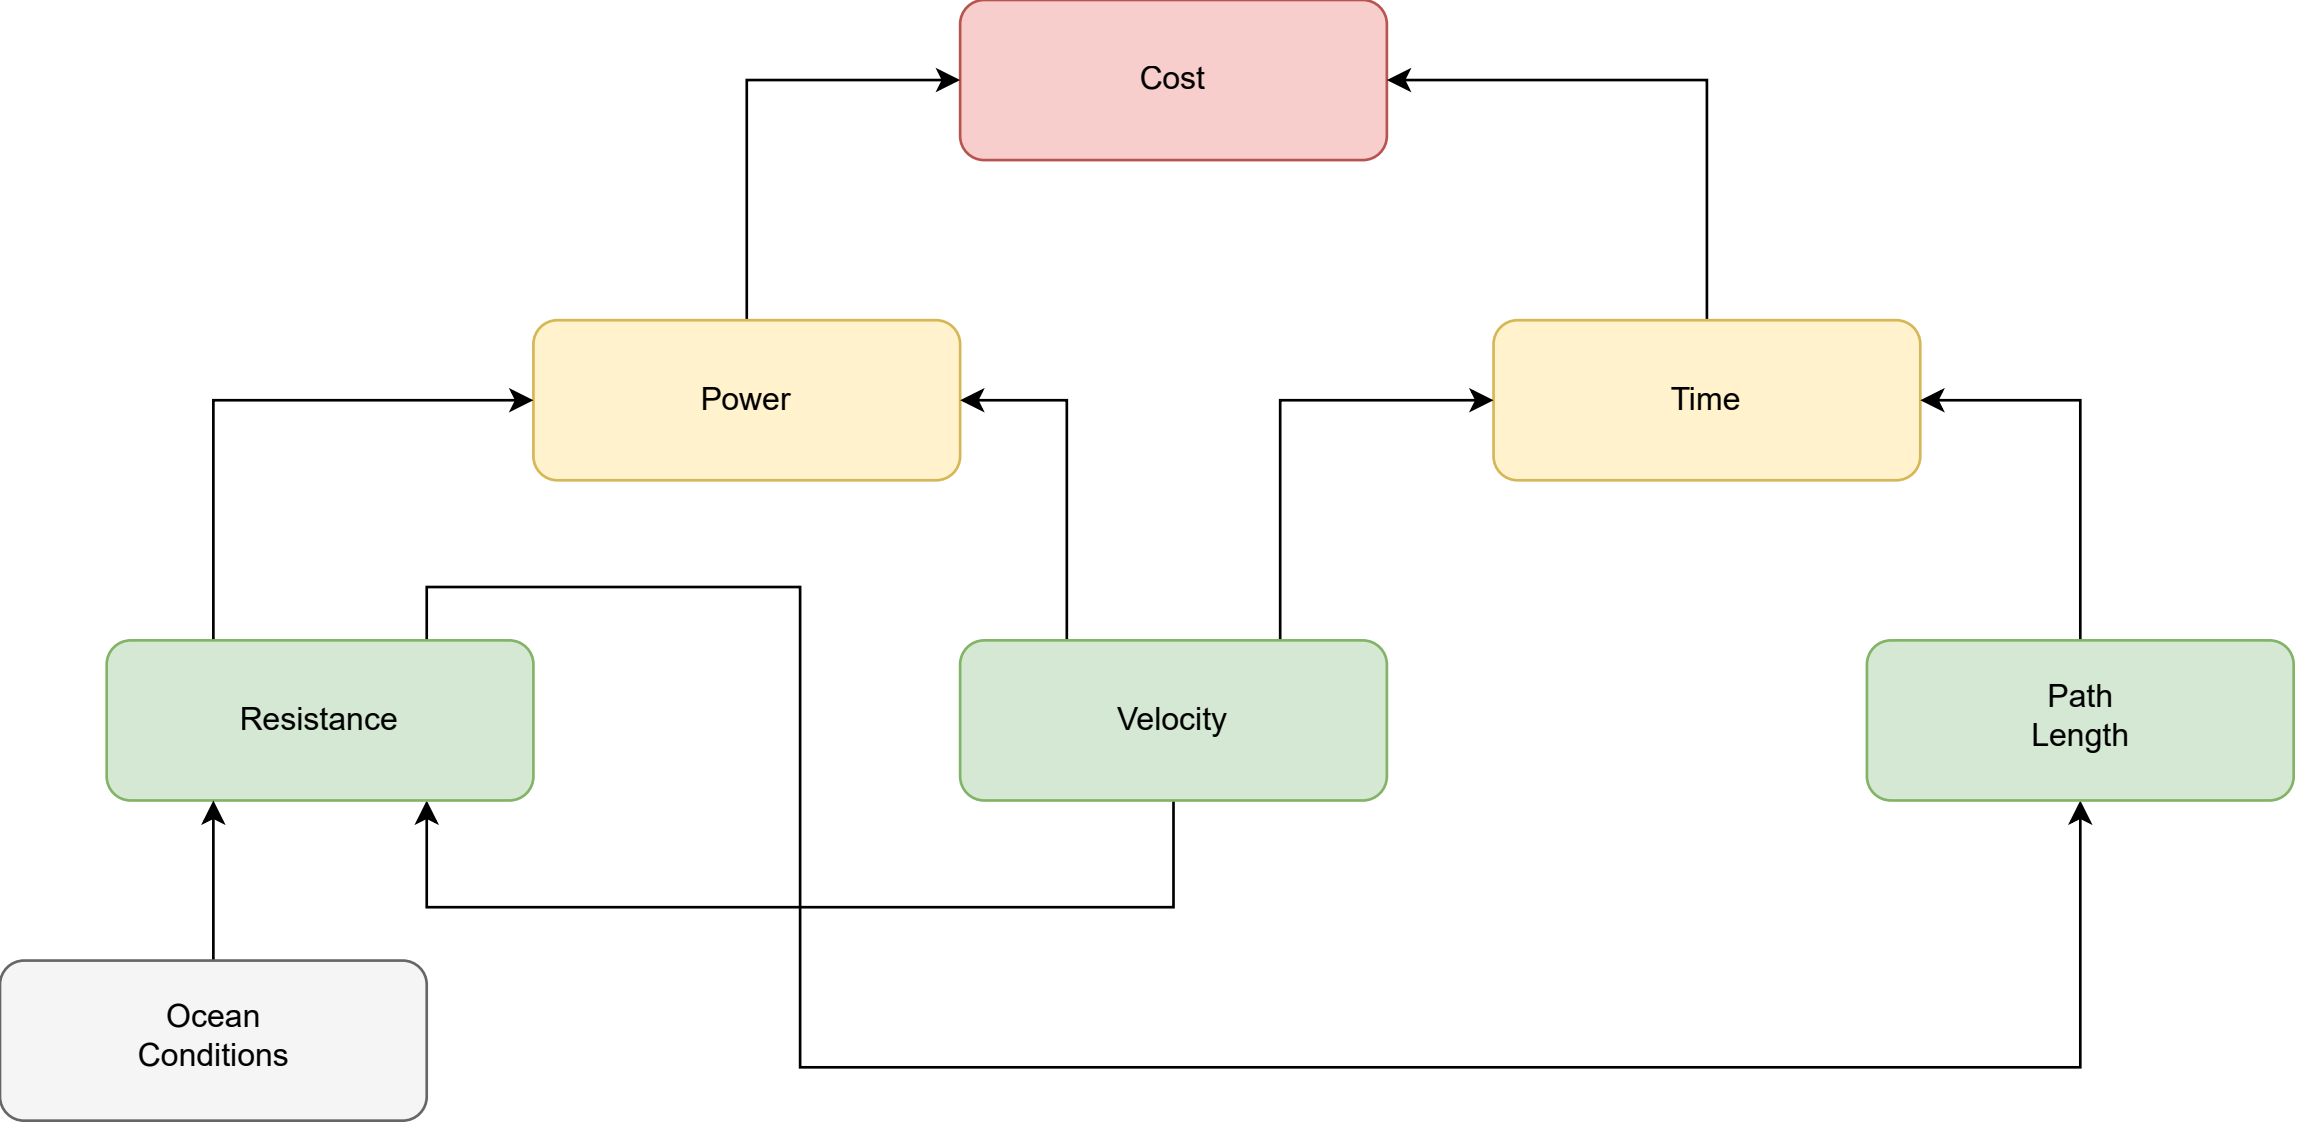 Cost
Power
Time
Resistance
Velocity
Path
Length
Ocean
Conditions